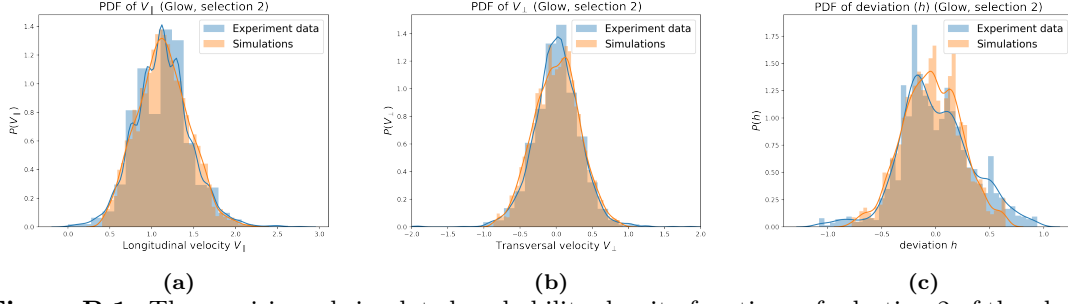 PDF of V∥ (Glow, selection 2)
Experiment data
Simulations
P(V∥)
1.4
1.2
1.0
0.8
0.6
0.4
0.2
0.0
0.0 0.5 1.0 1.5 2.0 2.5 3.0
Longitudinal velocity V∥
(a)
PDF of V⊥ (Glow, selection 2)
Experiment data
Simulations
P(V⊥)
1.4
1.2
1.0
0.8
0.6
0.4
0.2
0.0
−2.0 −1.5 −1.0 −0.5 0.0 0.5 1.0 1.5 2.0
Transversal velocity V⊥
(b)
PDF of deviation (h) (Glow, selection 2)
Experiment data
Simulations
P(h)
1.75
1.50
1.25
1.00
0.75
0.50
0.25
0.00
−1.0 −0.5 0.0 0.5 1.0
deviation h
(c)